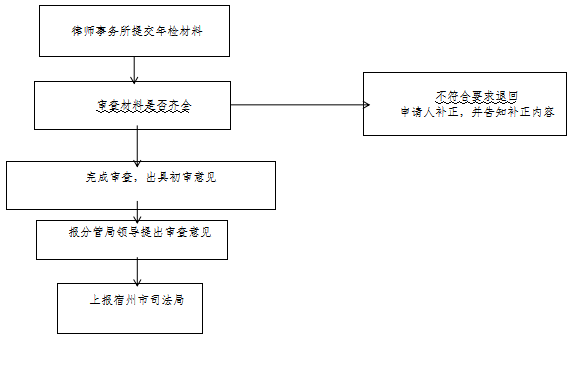 律师事务所提交年检材料
审查材料是否齐全
不符合要求退回
申请人补正，并告知补正内容
完成审查，出具初审意见
报分管局领导提出审查意见
上报宿州市司法局